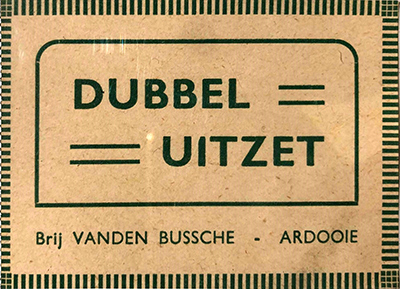 DUBBEL
UITZET
Brij VANDEN BUSSCHE - ARDOOIE